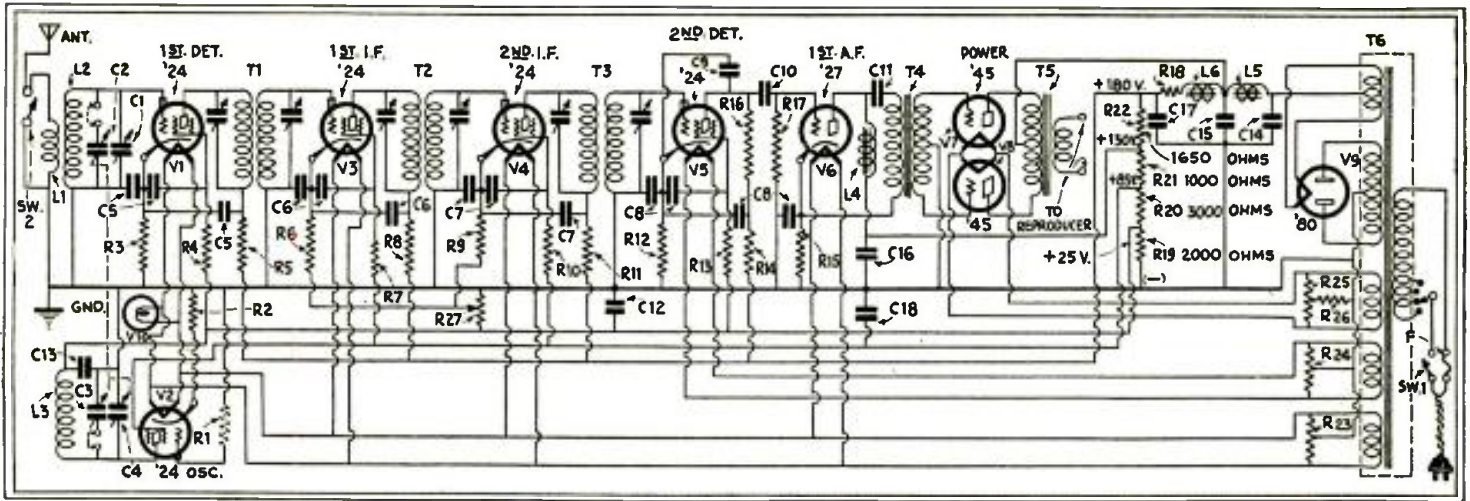 2ND. DET.
ANT.
1ST. DET.
'24
1ST. I.F.
'24
2ND. I.F.
'24
'24
C9
1ST A.F.
'27
POWER
'45
T6
L2
C2
C1
T1
T2
T3
C10
C11
T4
T5
R16
R17
+180 V.
R18
L6
L5
R22
C17
C15
C14
+150V
1650 OHMS
+85V
R21 1000 OHMS
R20 3000 OHMS
R19 2000 OHMS
+25 V.
(-)
V1
V3
V4
V5
V6
V7
V8
V9
'45
'80
TO
REPRODUCER
SW.
2
L1
L4
C5
C5
C6
C6
C7
C7
C8
C8
R3
R4
R5
R6
R7
R8
R9
R10
R11
R12
R13
R14
R15
C16
C12
C18
R27
R2
GND.
V10
R25
R26
C13
C3
L3
V2
R1
C4
'24 OSC.
R24
R23
F
SW.1